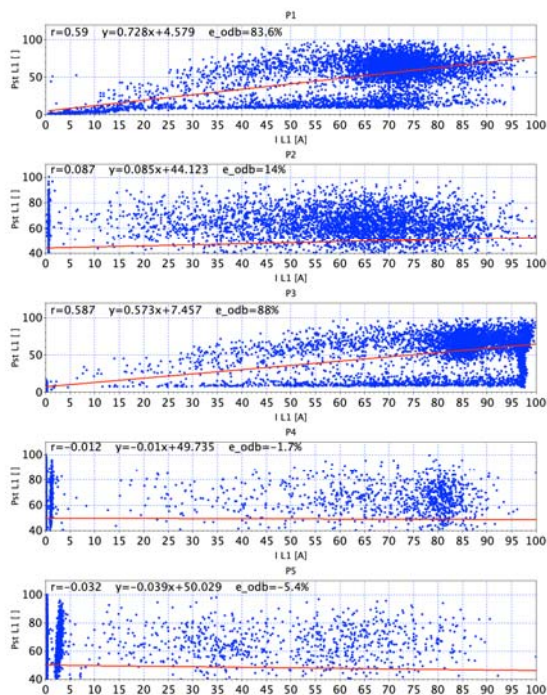 P1
r=0.59 y=0.728x+4.579 e_odb=83.6%
Pst L1 [ ]
100
50
0
0 5 10 15 20 25 30 35 40 45 50 55 60 65 70 75 80 85 90 95 100
I L1 [A]
P2
r=0.087 y=0.085x+44.123 e_odb=14%
Pst L1 [ ]
100
80
60
40
0 5 10 15 20 25 30 35 40 45 50 55 60 65 70 75 80 85 90 95 100
I L1 [A]
P3
r=0.587 y=0.573x+7.457 e_odb=88%
Pst L1 [ ]
100
50
0
0 5 10 15 20 25 30 35 40 45 50 55 60 65 70 75 80 85 90 95 100
I L1 [A]
P4
r=-0.012 y=-0.01x+49.735 e_odb=-1.7%
Pst L1 [ ]
100
80
60
40
0 5 10 15 20 25 30 35 40 45 50 55 60 65 70 75 80 85 90 95 100
I L1 [A]
P5
r=-0.032 y=-0.039x+50.029 e_odb=-5.4%
Pst L1 [ ]
100
80
60
40
0 5 10 15 20 25 30 35 40 45 50 55 60 65 70 75 80 85 90 95 100
I L1 [A]